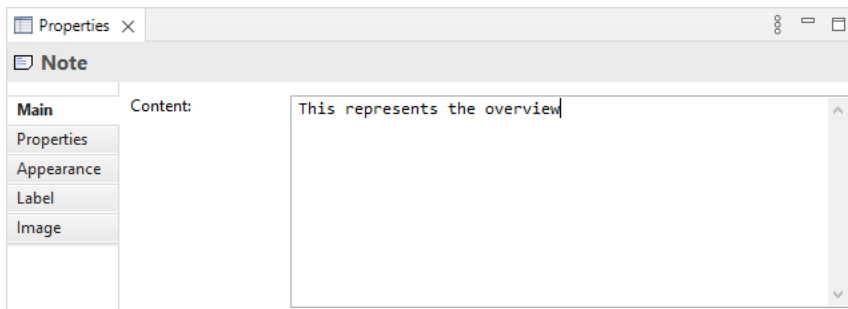 Properties
Note
Main
Content:
This represents the overview
Properties
Appearance
Label
Image